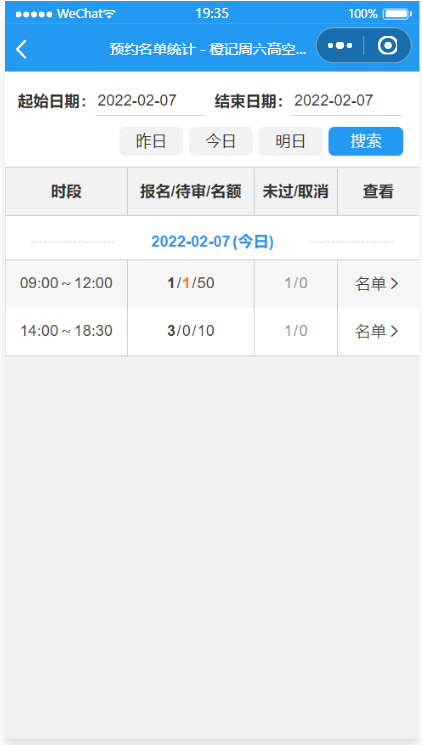 WeChat 19:35 100%
预约名单统计 - 橙记周六高空...
起始日期: 2022-02-07 结束日期: 2022-02-07
昨日 今日 明日 搜索
时段 报名/待审/名额 未过/取消 查看
2022-02-07(今日)
09:00 ~ 12:00 1/1/50 1/0 名单
14:00 ~ 18:30 3/0/10 1/0 名单